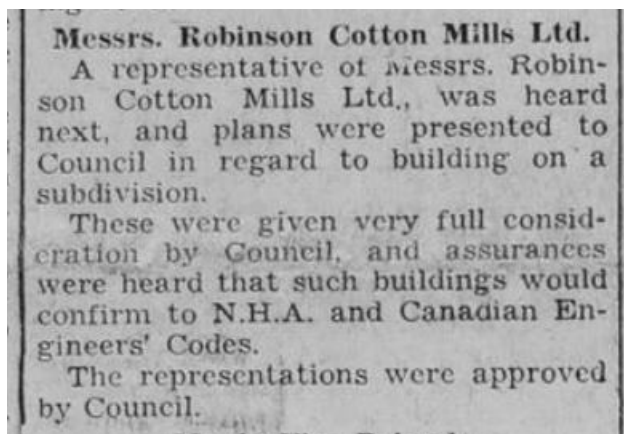 Messrs. Robinson Cotton Mills Ltd.
A representative of Messrs. Robin-
son Cotton Mills Ltd., was heard
next, and plans were presented to
Council in regard to building on a
subdivision.
These were given very full consid-
eration by Council, and assurances
were heard that such buildings would
confirm to N.H.A. and Canadian En-
gineers' Codes.
The representations were approved
by Council.